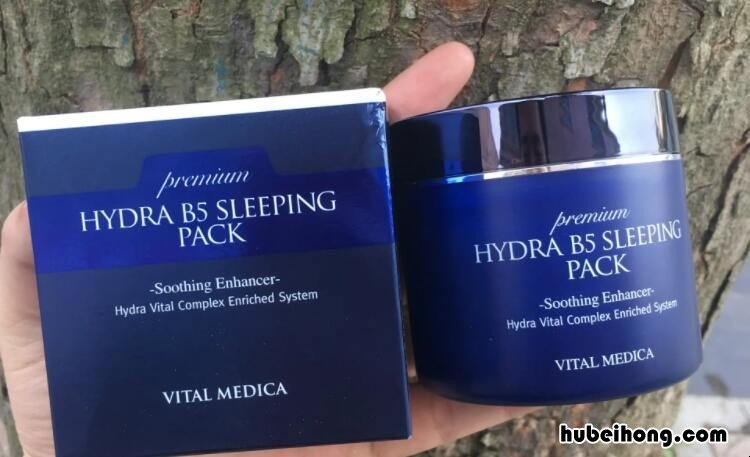 premium
HYDRA B5 SLEEPING
PACK
-Soothing Enhancer-
Hydra Vital Complex Enriched System
VITAL MEDICA
premium
HYDRA B5 SLEEPING
PACK
-Soothing Enhancer-
Hydra Vital Complex Enriched System
VITAL MEDICA
hubeihong.com